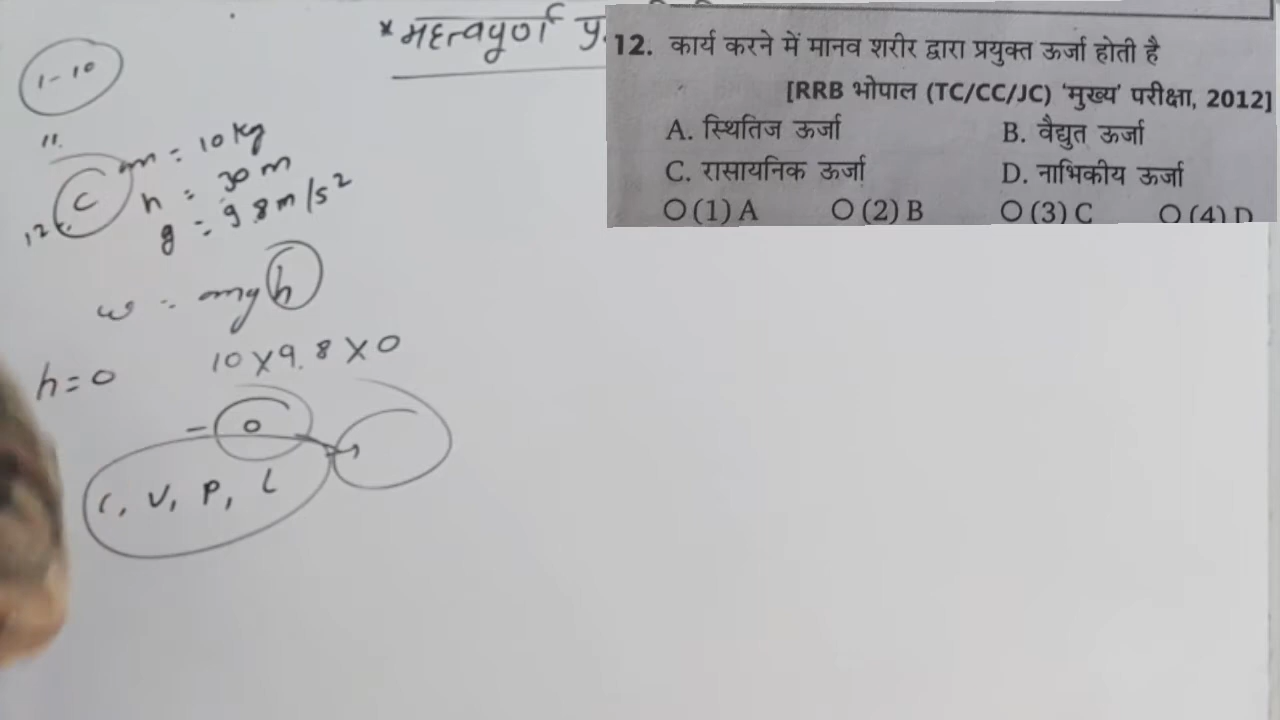 * महत्वपूर्ण
1-10
11.
C
m = 10 kg
h = 30 m
g = 9.8 m/s²
12.
w = mgh
h = 0
10 x 9.8 x 0
- 0
C, V, P, L
12. कार्य करने में मानव शरीर द्वारा प्रयुक्त ऊर्जा होती है
[RRB भोपाल (TC/CC/JC) 'मुख्य' परीक्षा, 2012]
A. स्थितिज ऊर्जा B. वैद्युत ऊर्जा
C. रासायनिक ऊर्जा D. नाभिकीय ऊर्जा
O (1) A O (2) B O (3) C O (4) D